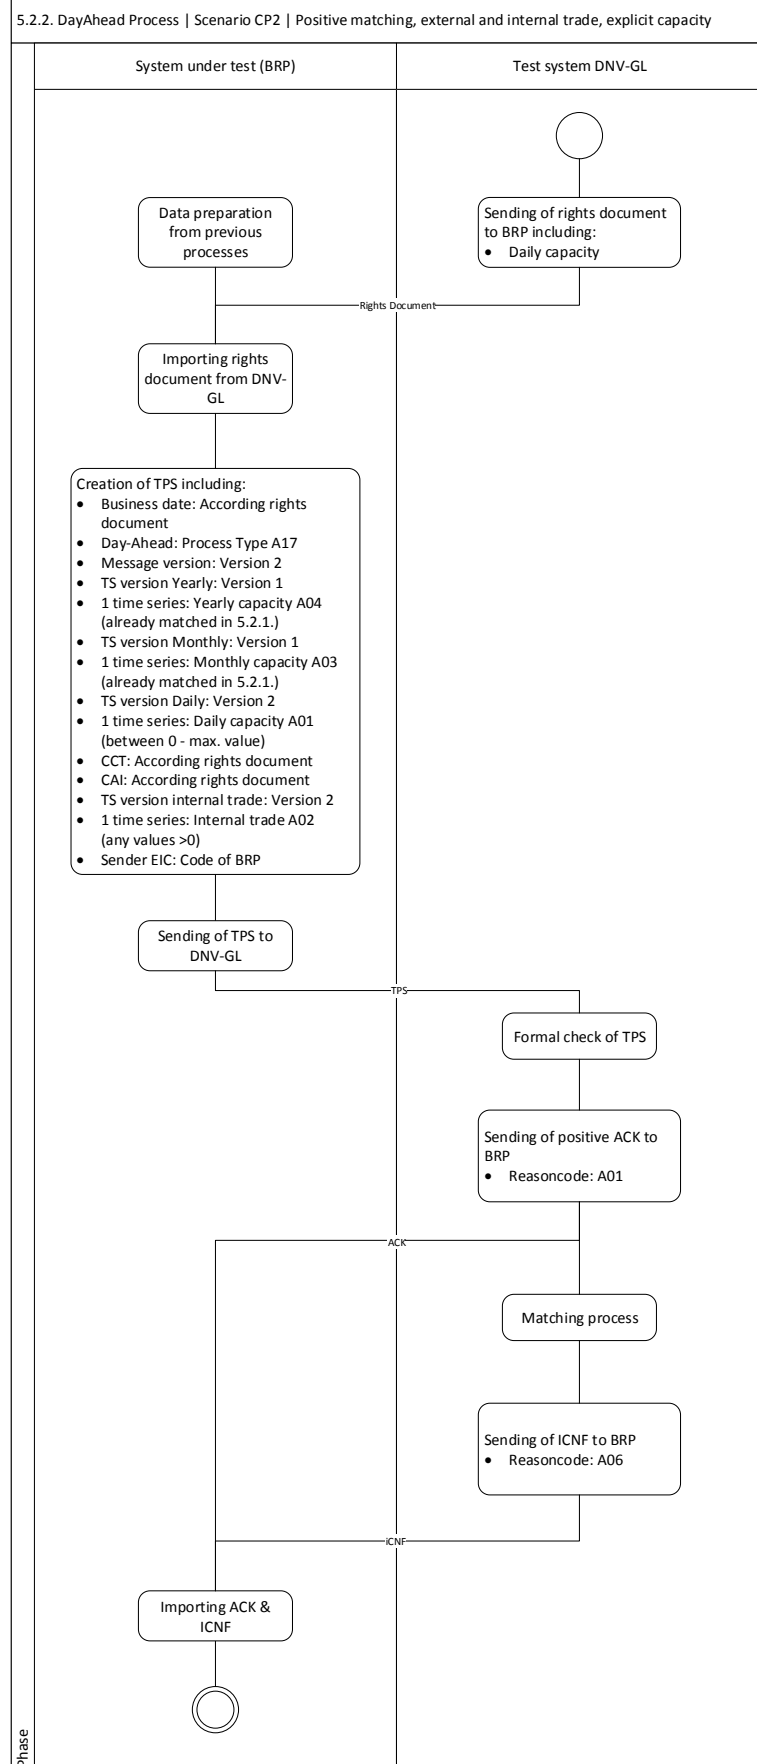 5.2.2. DayAhead Process | Scenario CP2 | Positive matching, external and internal trade, explicit capacity
System under test (BRP)
Test system DNV-GL
Data preparation
from previous
processes
Sending of rights document
to BRP including:
• Daily capacity
Rights Document
Importing rights
document from DNV-
GL
Creation of TPS including:
• Business date: According rights
document
• Day-Ahead: Process Type A17
• Message version: Version 2
• TS version Yearly: Version 1
• 1 time series: Yearly capacity A04
(already matched in 5.2.1.)
• TS version Monthly: Version 1
• 1 time series: Monthly capacity A03
(already matched in 5.2.1.)
• TS version Daily: Version 2
• 1 time series: Daily capacity A01
(between 0 - max. value)
• CCT: According rights document
• CAI: According rights document
• TS version internal trade: Version 2
• 1 time series: Internal trade A02
(any values >0)
• Sender EIC: Code of BRP
Sending of TPS to
DNV-GL
TPS
Formal check of TPS
Sending of positive ACK to
BRP
• Reasoncode: A01
ACK
Matching process
Sending of ICNF to BRP
• Reasoncode: A06
iCNF
Importing ACK &
ICNF
Phase